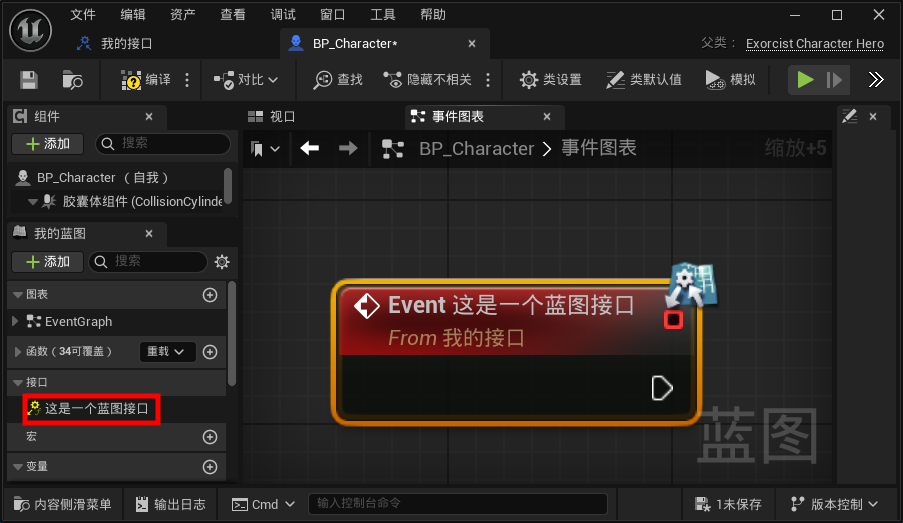 文件 编辑 资产 查看 调试 窗口 工具 帮助
我的接口
BP_Character*
父类： Exorcist Character Hero
编译 对比 查找 隐藏不相关 类设置 类默认值 模拟
组件
添加
搜索
BP_Character （自我）
胶囊体组件 (CollisionCylinde
我的蓝图
添加
搜索
图表
EventGraph
函数（34可覆盖） 重载
接口
这是一个蓝图接口
宏
变量
视口
事件图表
BP_Character 事件图表
缩放+5
Event 这是一个蓝图接口
From 我的接口
蓝图
内容侧滑菜单 输出日志 Cmd 输入控制台命令 1未保存 版本控制